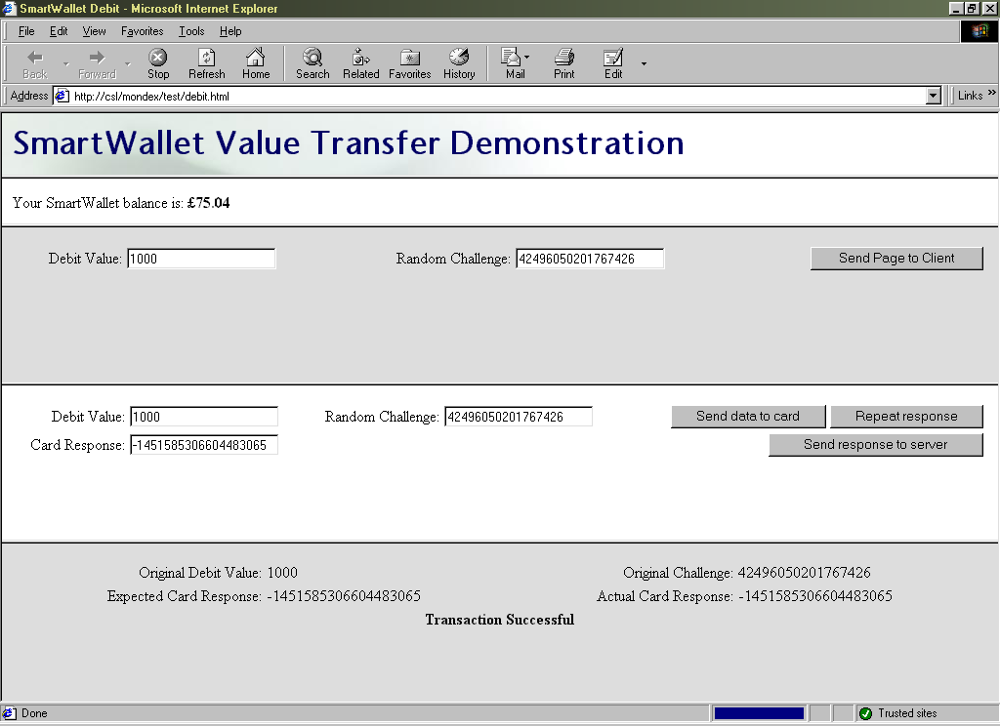 SmartWallet Debit - Microsoft Internet Explorer
File Edit View Favorites Tools Help
Back Forward Stop Refresh Home Search Related Favorites History Mail Print Edit
Address http://csl/mondex/test/debit.html Links »
SmartWallet Value Transfer Demonstration
Your SmartWallet balance is: £75.04
Debit Value: 1000 Random Challenge: 42496050201767426 Send Page to Client
Debit Value: 1000 Random Challenge: 42496050201767426 Send data to card Repeat response
Card Response: -1451585306604483065 Send response to server
Original Debit Value: 1000 Original Challenge: 42496050201767426
Expected Card Response: -1451585306604483065 Actual Card Response: -1451585306604483065
Transaction Successful
Done Trusted sites